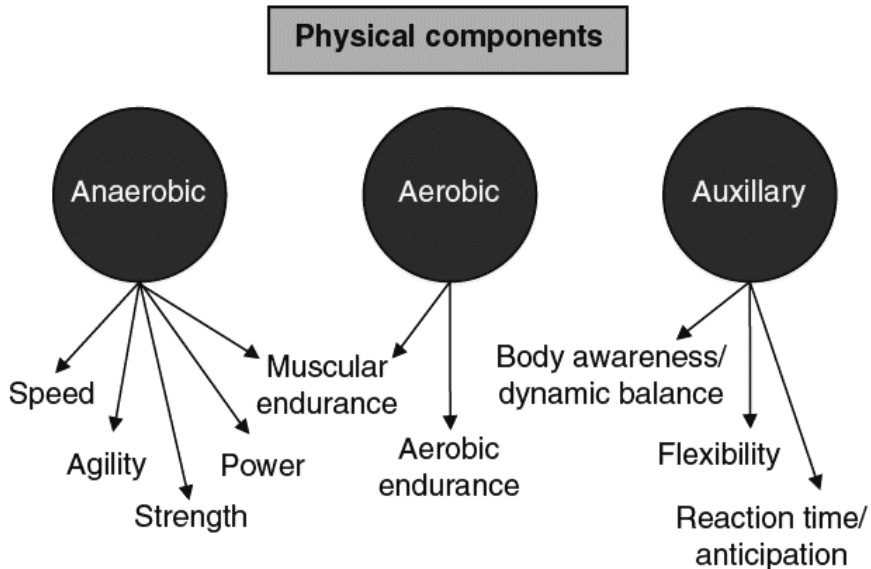 Physical components
Anaerobic
Aerobic
Auxillary
Speed
Agility
Strength
Power
Muscular
endurance
Aerobic
endurance
Body awareness/
dynamic balance
Flexibility
Reaction time/
anticipation